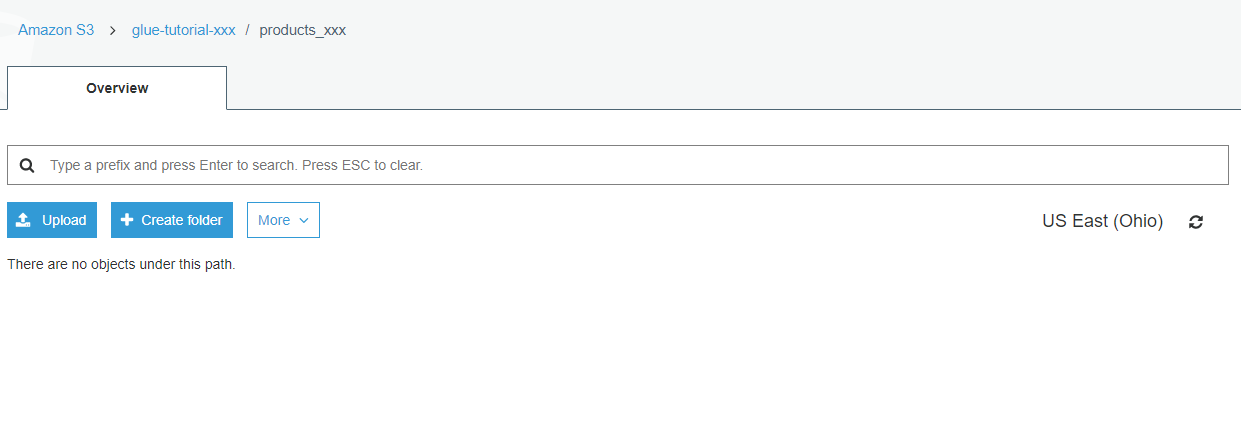 Amazon S3 > glue-tutorial-xxx / products_xxx
Overview
Type a prefix and press Enter to search. Press ESC to clear.
Upload Create folder More US East (Ohio)
There are no objects under this path.